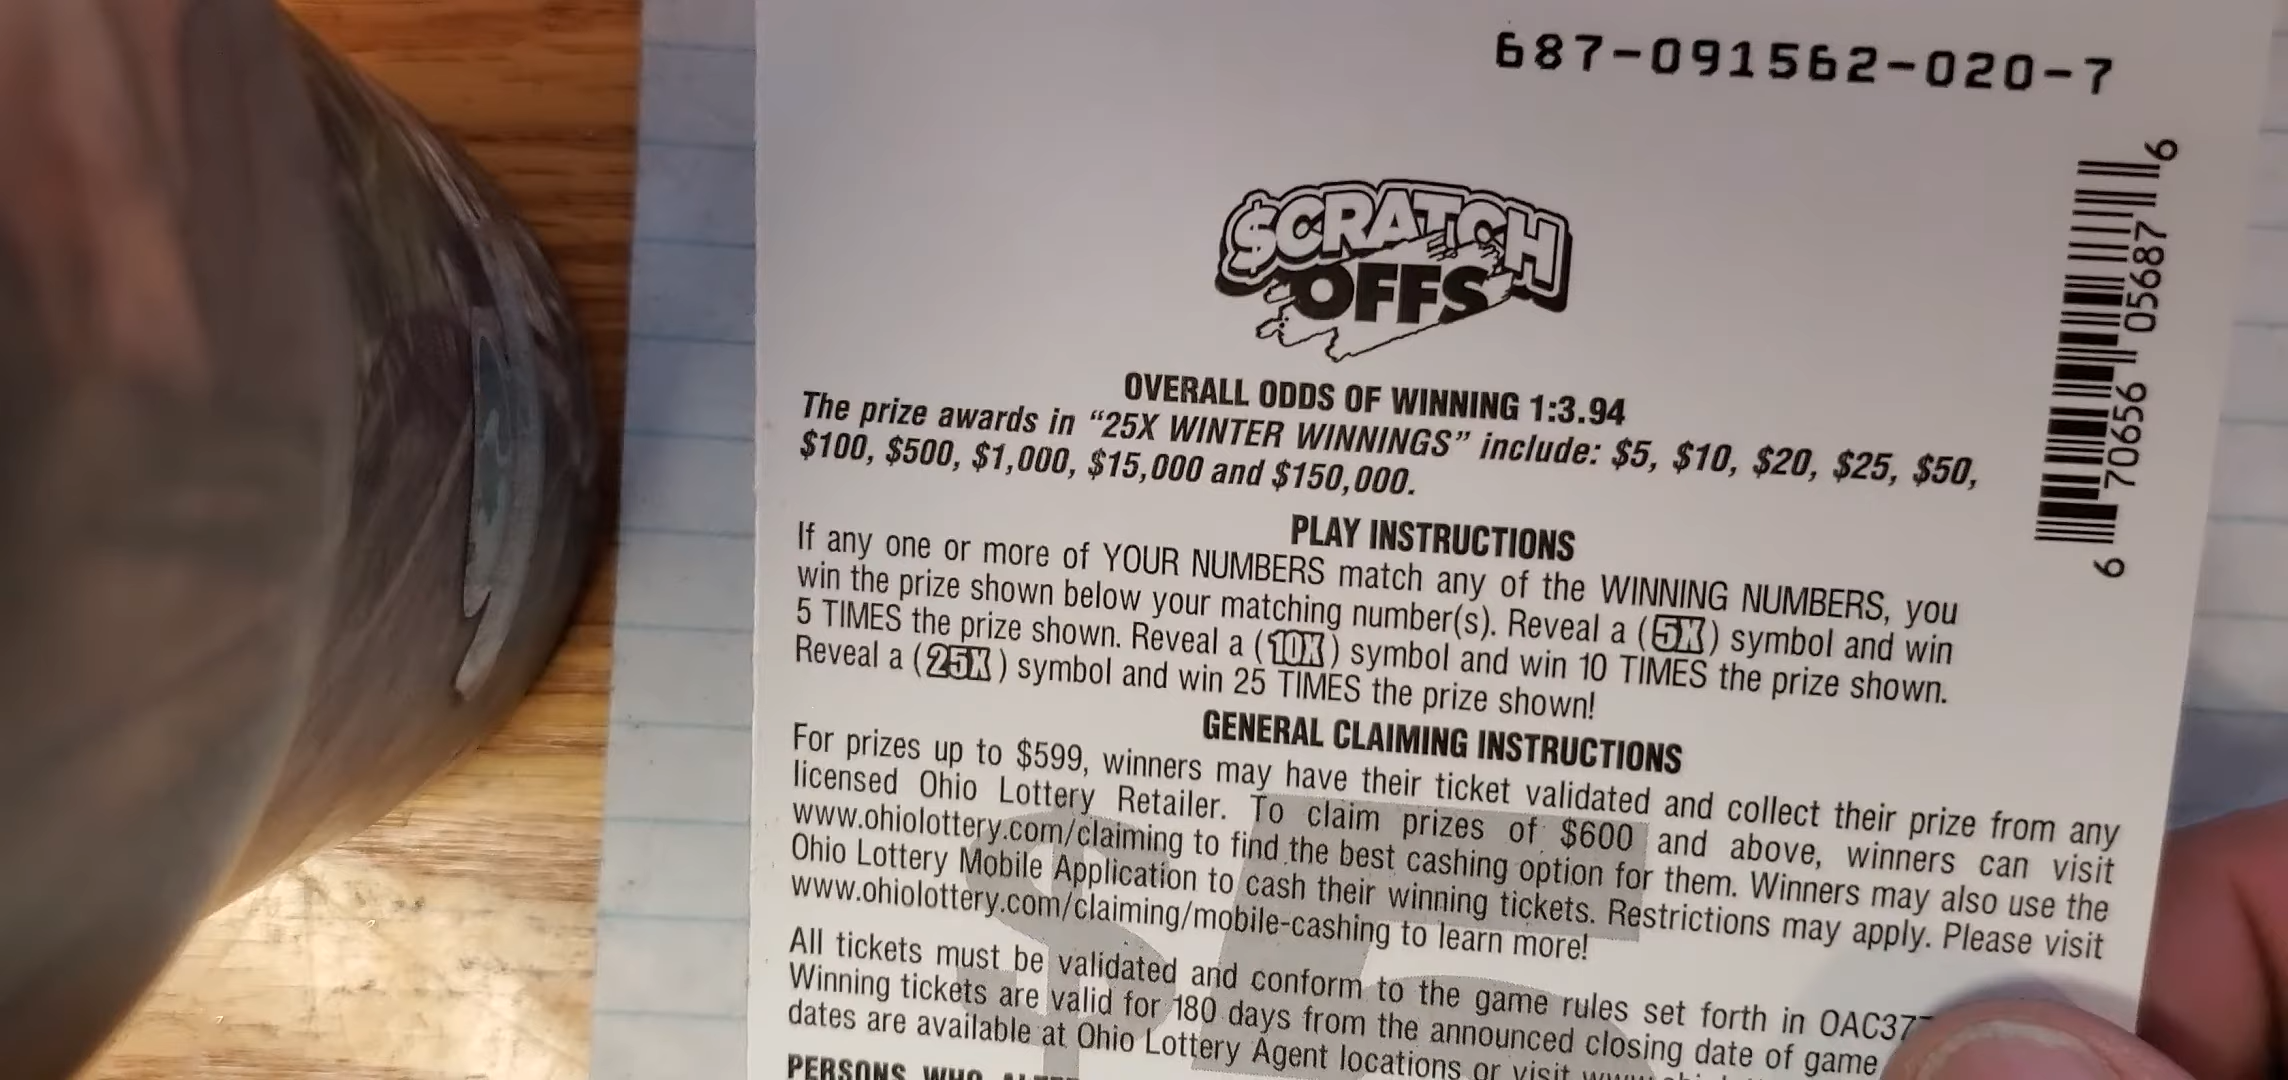 687-091562-020-7
$CRATCH
OFFS
6 70656 05687 6
OVERALL ODDS OF WINNING 1:3.94
The prize awards in “25X WINTER WINNINGS” include: $5, $10, $20, $25, $50,
$100, $500, $1,000, $15,000 and $150,000.
PLAY INSTRUCTIONS
If any one or more of YOUR NUMBERS match any of the WINNING NUMBERS, you
win the prize shown below your matching number(s). Reveal a (5X) symbol and win
5 TIMES the prize shown. Reveal a (10X) symbol and win 10 TIMES the prize shown.
Reveal a (25X) symbol and win 25 TIMES the prize shown!
GENERAL CLAIMING INSTRUCTIONS
For prizes up to $599, winners may have their ticket validated and collect their prize from any
licensed Ohio Lottery Retailer. To claim prizes of $600 and above, winners can visit
www.ohiolottery.com/claiming to find the best cashing option for them. Winners may also use the
Ohio Lottery Mobile Application to cash their winning tickets. Restrictions may apply. Please visit
www.ohiolottery.com/claiming/mobile-cashing to learn more!
All tickets must be validated and conform to the game rules set forth in OAC37
Winning tickets are valid for 180 days from the announced closing date of game
dates are available at Ohio Lottery Agent locations or visit
PERSONS WHO
$5